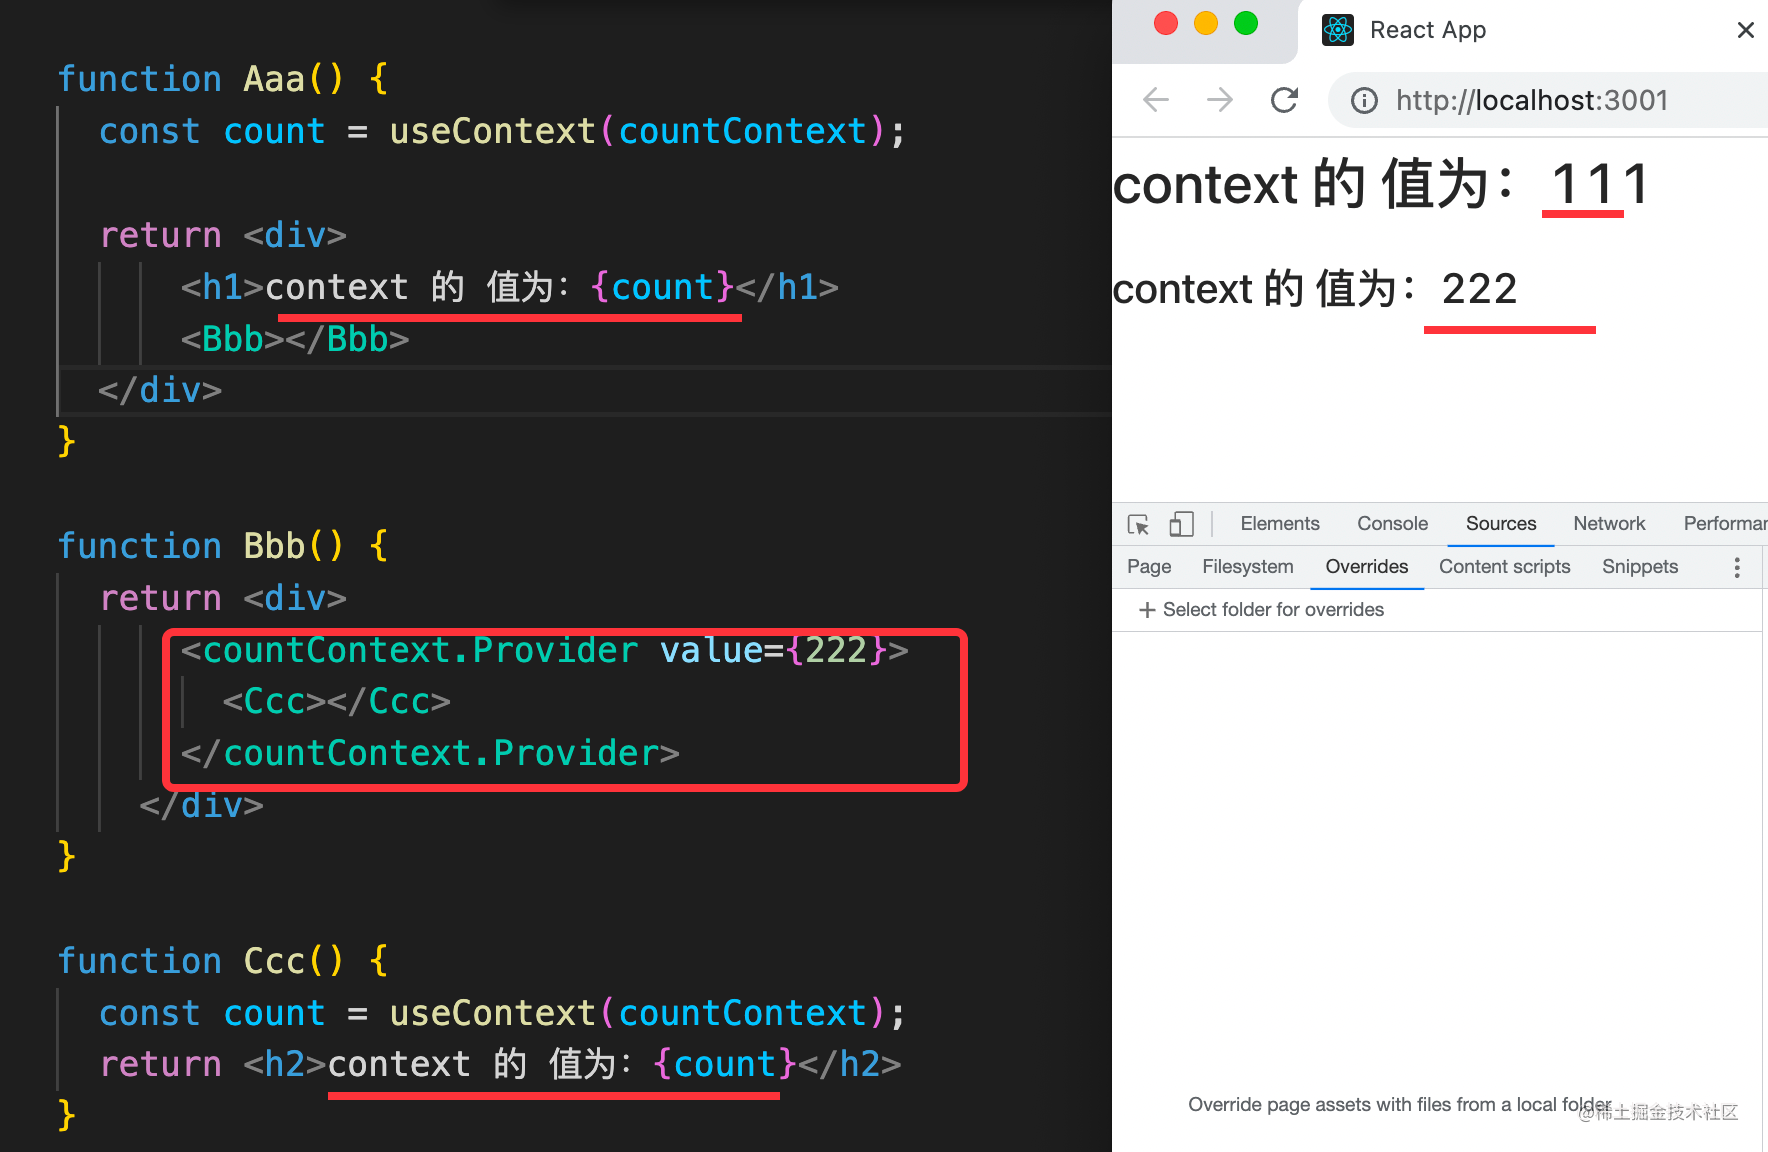 function Aaa() {
const count = useContext(countContext);
return <div>
<h1>context 的 值为：{count}</h1>
<Bbb></Bbb>
</div>
}
function Bbb() {
return <div>
<countContext.Provider value={222}>
<Ccc></Ccc>
</countContext.Provider>
</div>
}
function Ccc() {
const count = useContext(countContext);
return <h2>context 的 值为：{count}</h2>
}
React App
http://localhost:3001
context 的 值为：111
context 的 值为：222
Elements Console Sources Network Performan
Page Filesystem Overrides Content scripts Snippets
Select folder for overrides
Override page assets with files from a local folder
@稀土掘金技术社区